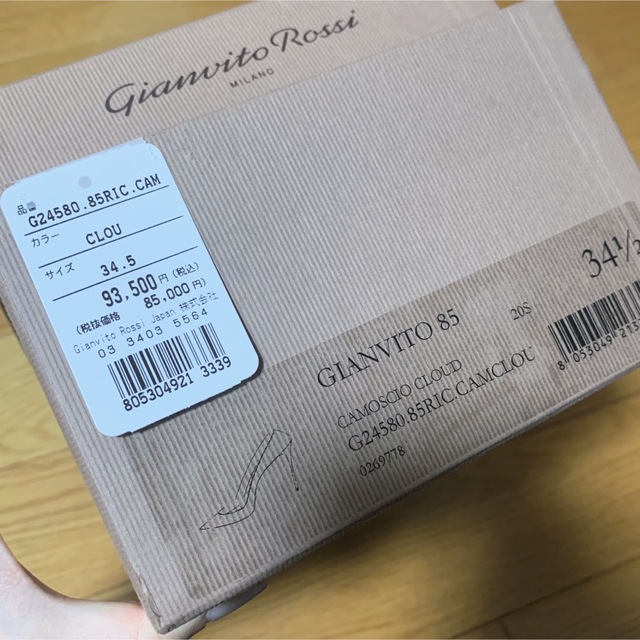 Gianvito Rossi
MILANO
G24580.85RIC.CAM
カラー
CLOU
サイズ
34.5
93,500円(税込)
(税抜価格 85,000円)
Gianvito Rossi Japan 株式会社
03 3403 5564
805304921 3339
34½
GIANVITO 85
20S
CAMOSCIO CLOUD
G24580.85RIC.CAMCLOU
0269778